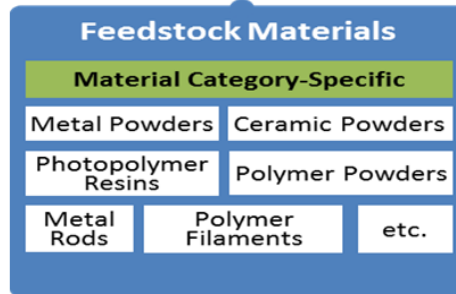 Feedstock Materials
Material Category-Specific
Metal Powders
Ceramic Powders
Photopolymer
Resins
Polymer Powders
Metal
Rods
Polymer
Filaments
etc.